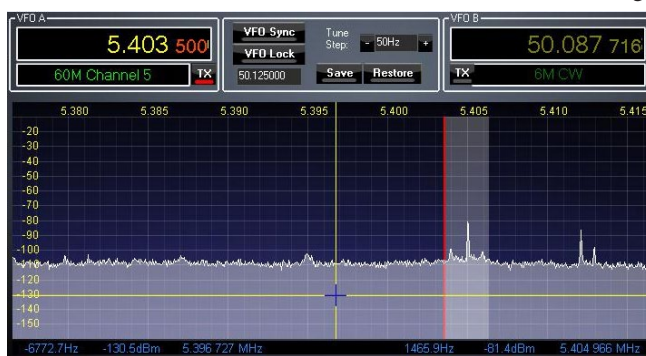 VFO A
5.403 500
60M Channel 5 TX
VFO Sync
VFO Lock
Tune Step: - 50Hz +
50.125000 Save Restore
VFO B
50.087 716
TX 6M CW
5.380 5.385 5.390 5.395 5.400 5.405 5.410 5.415
-20
-30
-40
-50
-60
-70
-80
-90
-100
-110
-120
-130
-140
-150
-6772.7Hz -130.5dBm 5.396 727 MHz 1465.9Hz -81.4dBm 5.404 966 MHz